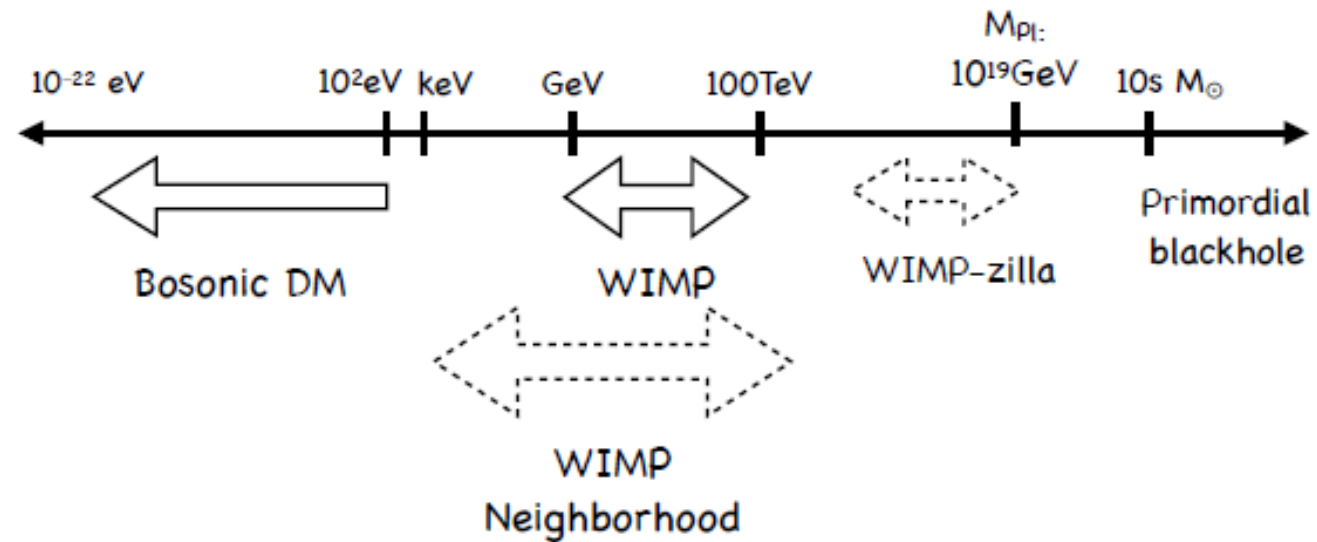 M_Pl:
10⁻²² eV 10²eV keV GeV 100TeV 10¹⁹GeV 10s M☉
Bosonic DM WIMP WIMP-zilla Primordial
blackhole
WIMP
Neighborhood